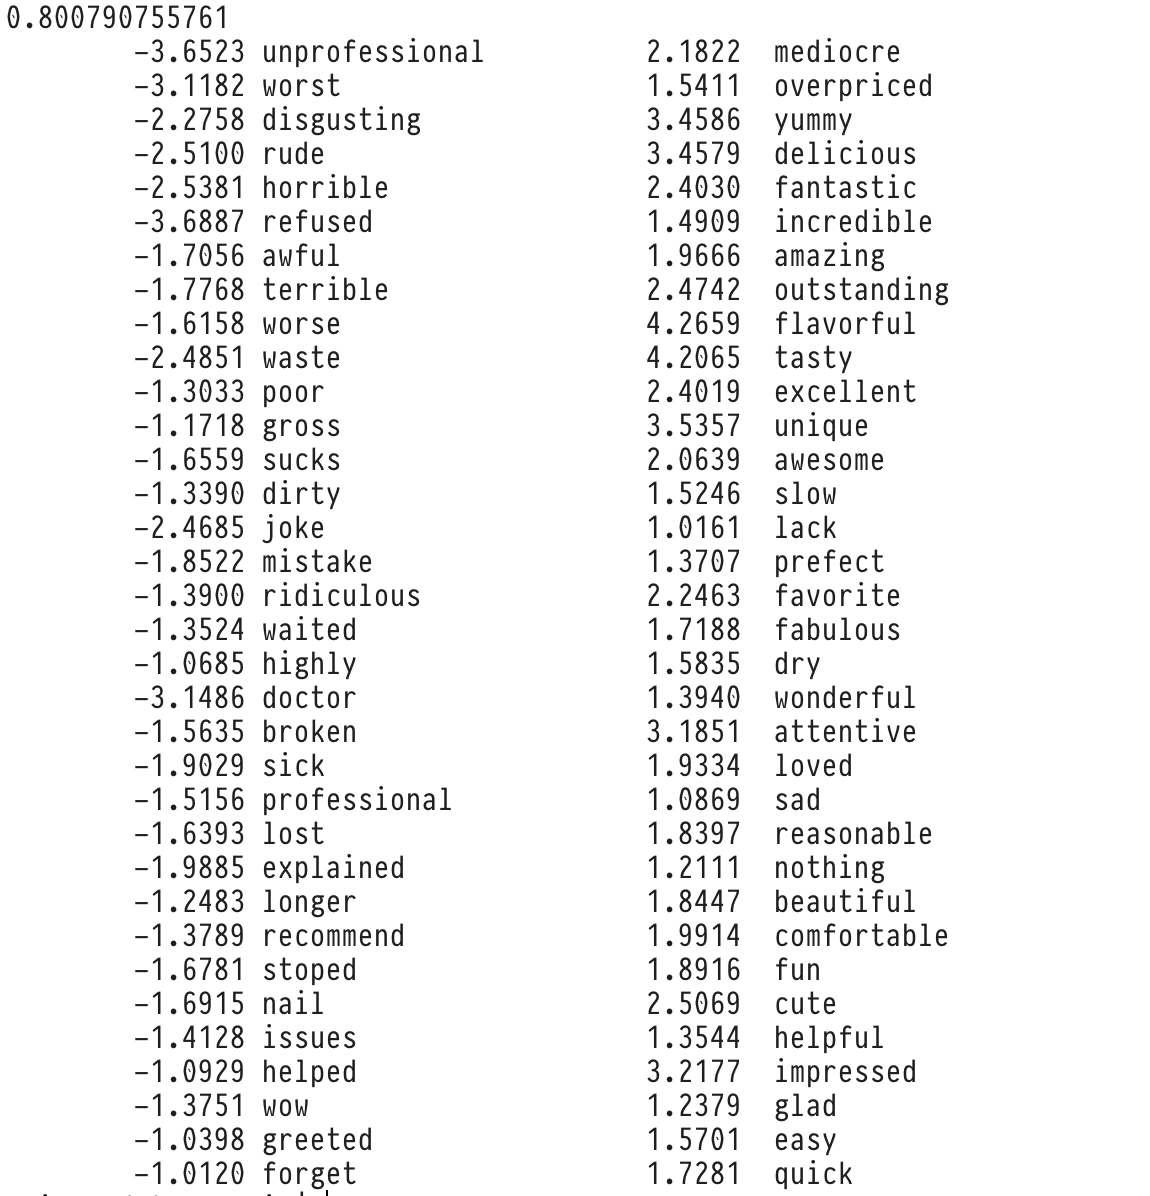 0.800790755761
−3.6523 unprofessional 2.1822 mediocre
−3.1182 worst 1.5411 overpriced
−2.2758 disgusting 3.4586 yummy
−2.5100 rude 3.4579 delicious
−2.5381 horrible 2.4030 fantastic
−3.6887 refused 1.4909 incredible
−1.7056 awful 1.9666 amazing
−1.7768 terrible 2.4742 outstanding
−1.6158 worse 4.2659 flavorful
−2.4851 waste 4.2065 tasty
−1.3033 poor 2.4019 excellent
−1.1718 gross 3.5357 unique
−1.6559 sucks 2.0639 awesome
−1.3390 dirty 1.5246 slow
−2.4685 joke 1.0161 lack
−1.8522 mistake 1.3707 prefect
−1.3900 ridiculous 2.2463 favorite
−1.3524 waited 1.7188 fabulous
−1.0685 highly 1.5835 dry
−3.1486 doctor 1.3940 wonderful
−1.5635 broken 3.1851 attentive
−1.9029 sick 1.9334 loved
−1.5156 professional 1.0869 sad
−1.6393 lost 1.8397 reasonable
−1.9885 explained 1.2111 nothing
−1.2483 longer 1.8447 beautiful
−1.3789 recommend 1.9914 comfortable
−1.6781 stoped 1.8916 fun
−1.6915 nail 2.5069 cute
−1.4128 issues 1.3544 helpful
−1.0929 helped 3.2177 impressed
−1.3751 wow 1.2379 glad
−1.0398 greeted 1.5701 easy
−1.0120 forget 1.7281 quick